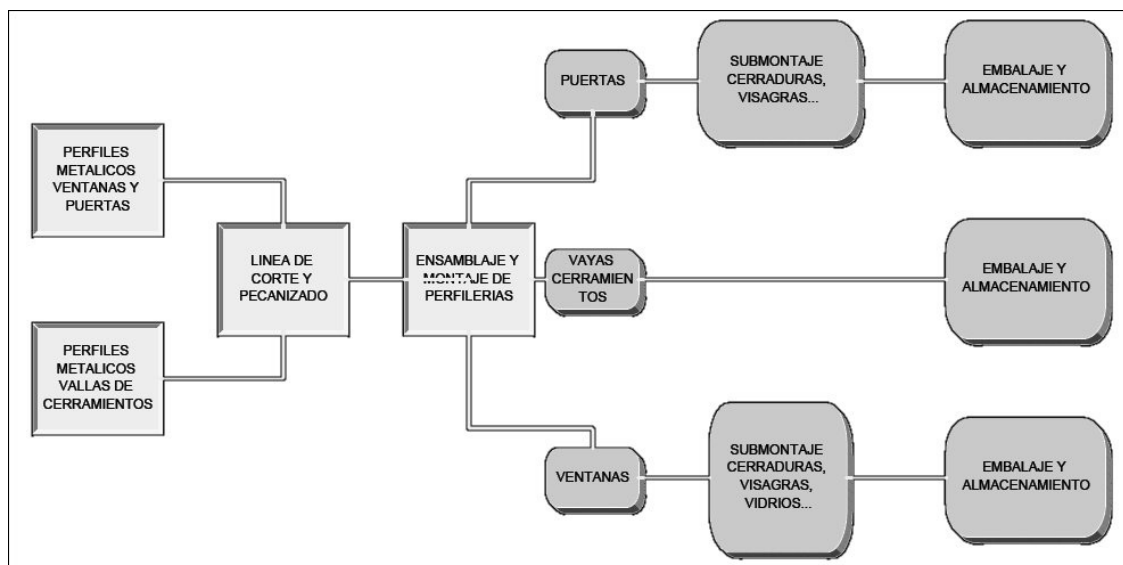 PERFILES
METALICOS
VENTANAS Y
PUERTAS
PERFILES
METALICOS
VALLAS DE
CERRAMIENTOS
LINEA DE
CORTE Y
PECANIZADO
ENSAMBLAJE Y
MONTAJE DE
PERFILERIAS
PUERTAS
SUBMONTAJE
CERRADURAS,
VISAGRAS...
EMBALAJE Y
ALMACENAMIENTO
VAYAS
CERRAMIEN
TOS
EMBALAJE Y
ALMACENAMIENTO
VENTANAS
SUBMONTAJE
CERRADURAS,
VISAGRAS,
VIDRIOS...
EMBALAJE Y
ALMACENAMIENTO